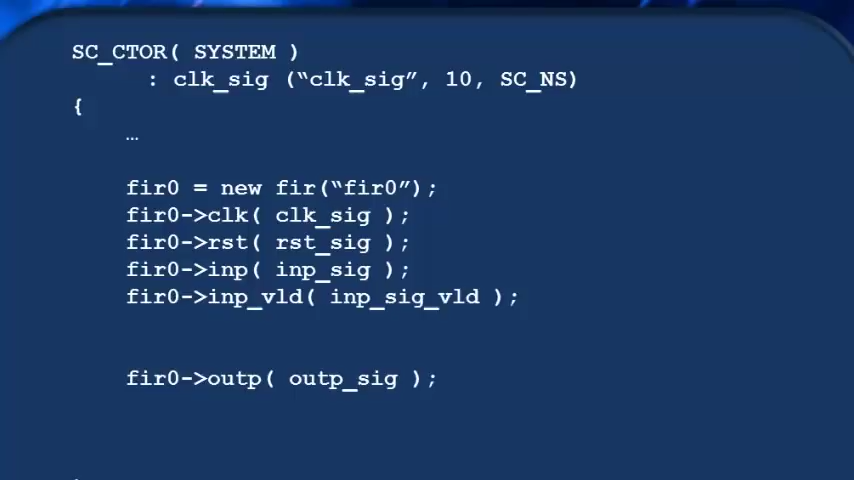 SC_CTOR( SYSTEM )
: clk_sig (“clk_sig”, 10, SC_NS)
{
…
fir0 = new fir(“fir0”);
fir0->clk( clk_sig );
fir0->rst( rst_sig );
fir0->inp( inp_sig );
fir0->inp_vld( inp_sig_vld );
fir0->outp( outp_sig );